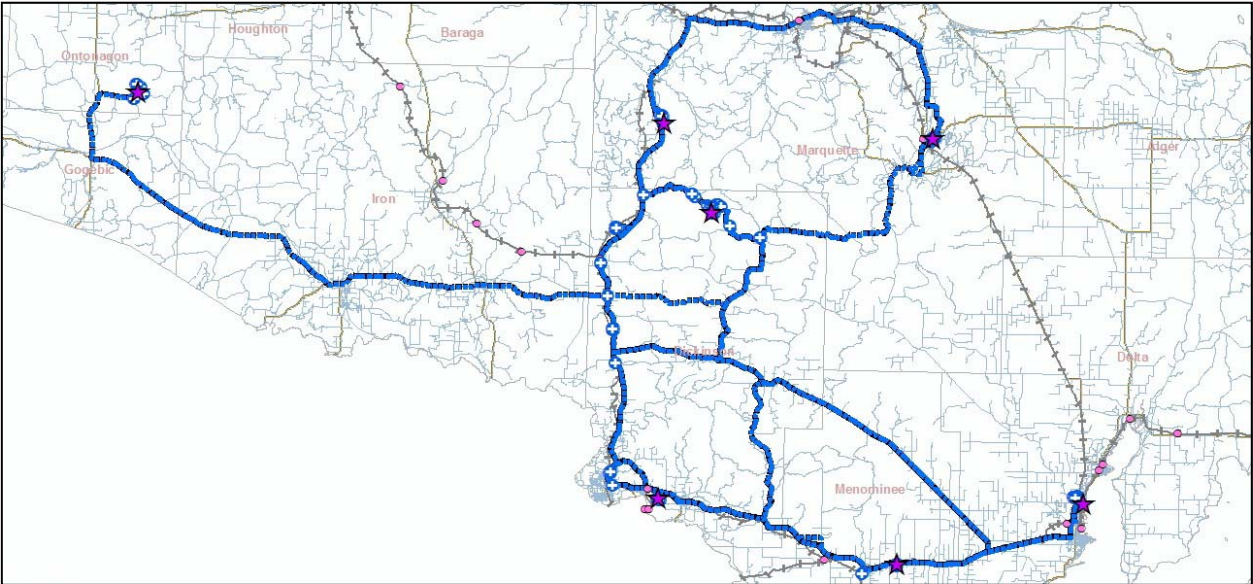 Houghton
Baraga
Ontonagon
Marquette
Alger
Gogebic
Iron
Dickinson
Delta
Menominee